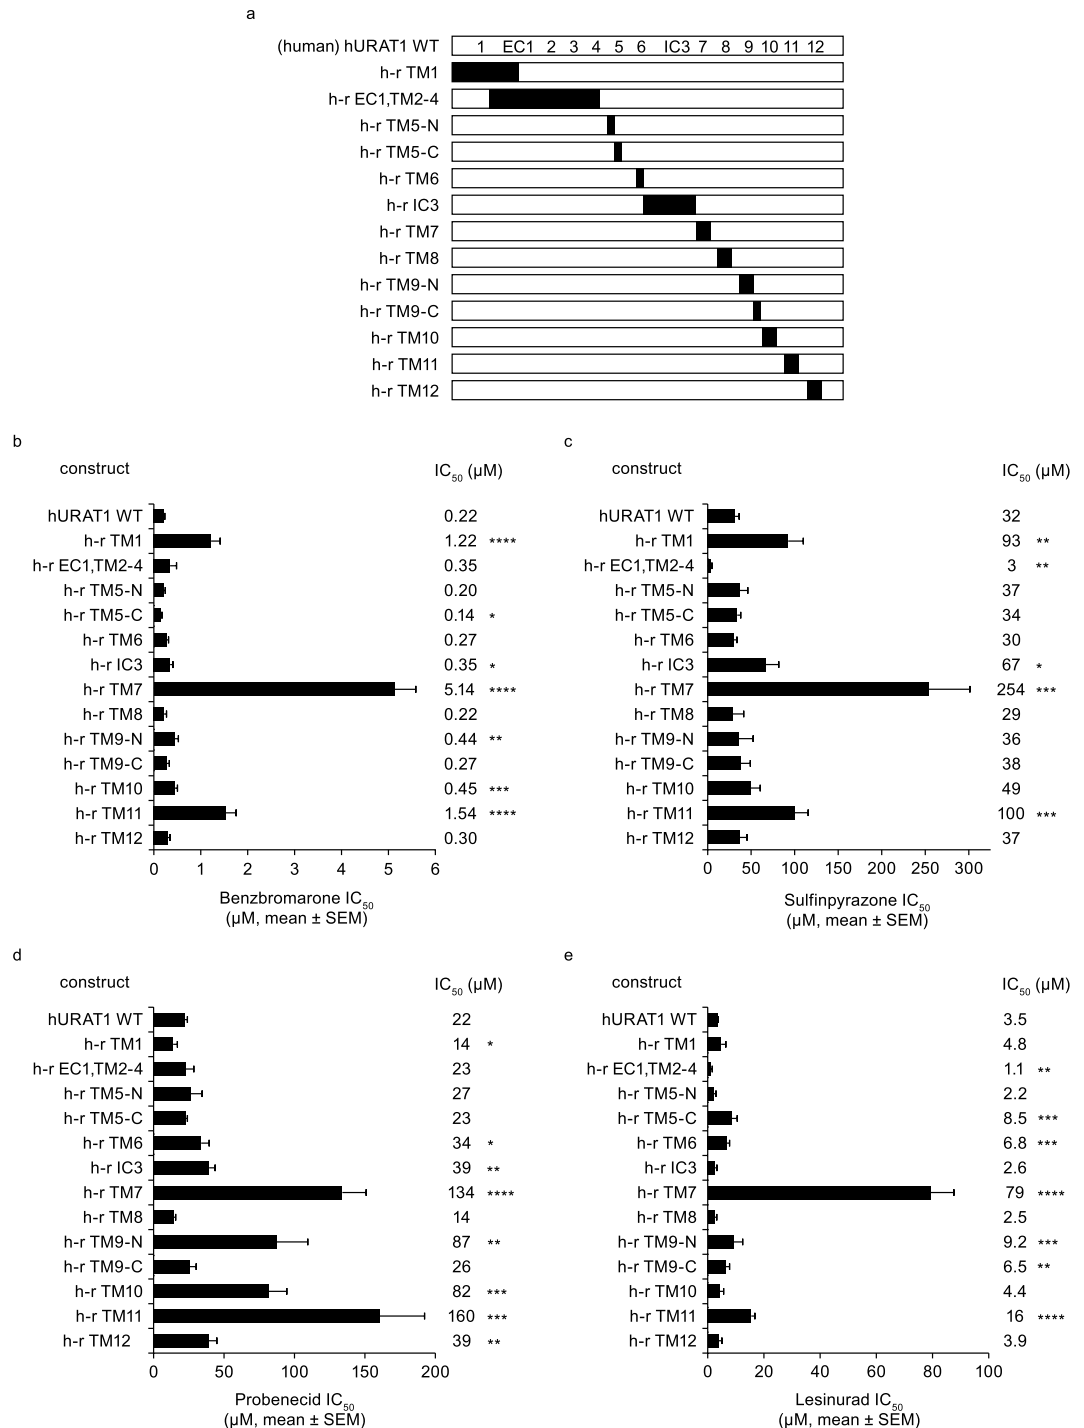 a
(human) hURAT1 WT 1 EC1 2 3 4 5 6 IC3 7 8 9 10 11 12
h-r TM1
h-r EC1,TM2-4
h-r TM5-N
h-r TM5-C
h-r TM6
h-r IC3
h-r TM7
h-r TM8
h-r TM9-N
h-r TM9-C
h-r TM10
h-r TM11
h-r TM12
b
construct IC50 (µM)
hURAT1 WT 0.22
h-r TM1 1.22 ****
h-r EC1,TM2-4 0.35
h-r TM5-N 0.20
h-r TM5-C 0.14 *
h-r TM6 0.27
h-r IC3 0.35 *
h-r TM7 5.14 ****
h-r TM8 0.22
h-r TM9-N 0.44 **
h-r TM9-C 0.27
h-r TM10 0.45 ***
h-r TM11 1.54 ****
h-r TM12 0.30
0 1 2 3 4 5 6
Benzbromarone IC50
(µM, mean ± SEM)
c
construct IC50 (µM)
hURAT1 WT 32
h-r TM1 93 **
h-r EC1,TM2-4 3 **
h-r TM5-N 37
h-r TM5-C 34
h-r TM6 30
h-r IC3 67 *
h-r TM7 254 ***
h-r TM8 29
h-r TM9-N 36
h-r TM9-C 38
h-r TM10 49
h-r TM11 100 ***
h-r TM12 37
0 50 100 150 200 250 300
Sulfinpyrazone IC50
(µM, mean ± SEM)
d
construct IC50 (µM)
hURAT1 WT 22
h-r TM1 14 *
h-r EC1,TM2-4 23
h-r TM5-N 27
h-r TM5-C 23
h-r TM6 34 *
h-r IC3 39 **
h-r TM7 134 ****
h-r TM8 14
h-r TM9-N 87 **
h-r TM9-C 26
h-r TM10 82 ***
h-r TM11 160 ***
h-r TM12 39 **
0 50 100 150 200
Probenecid IC50
(µM, mean ± SEM)
e
construct IC50 (µM)
hURAT1 WT 3.5
h-r TM1 4.8
h-r EC1,TM2-4 1.1 **
h-r TM5-N 2.2
h-r TM5-C 8.5 ***
h-r TM6 6.8 ***
h-r IC3 2.6
h-r TM7 79 ****
h-r TM8 2.5
h-r TM9-N 9.2 ***
h-r TM9-C 6.5 **
h-r TM10 4.4
h-r TM11 16 ****
h-r TM12 3.9
0 20 40 60 80 100
Lesinurad IC50
(µM, mean ± SEM)